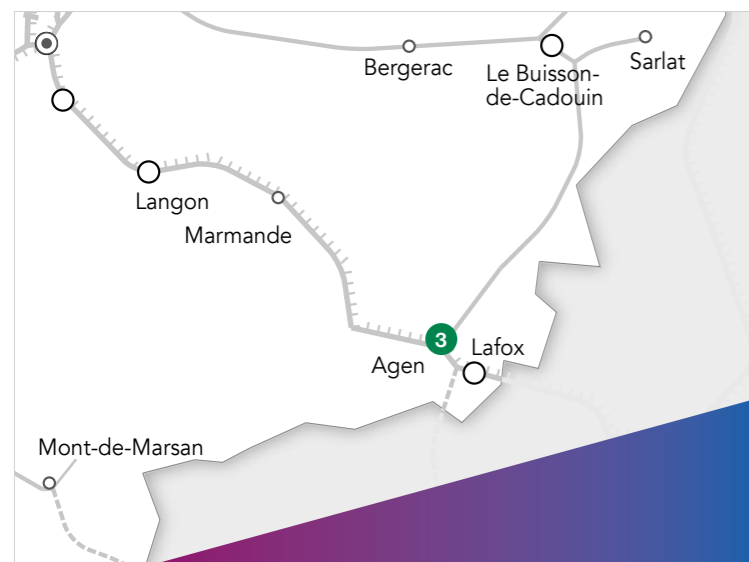 Bergerac
Le Buisson-
de-Cadouin
Sarlat
Langon
Marmande
3
Lafox
Agen
Mont-de-Marsan